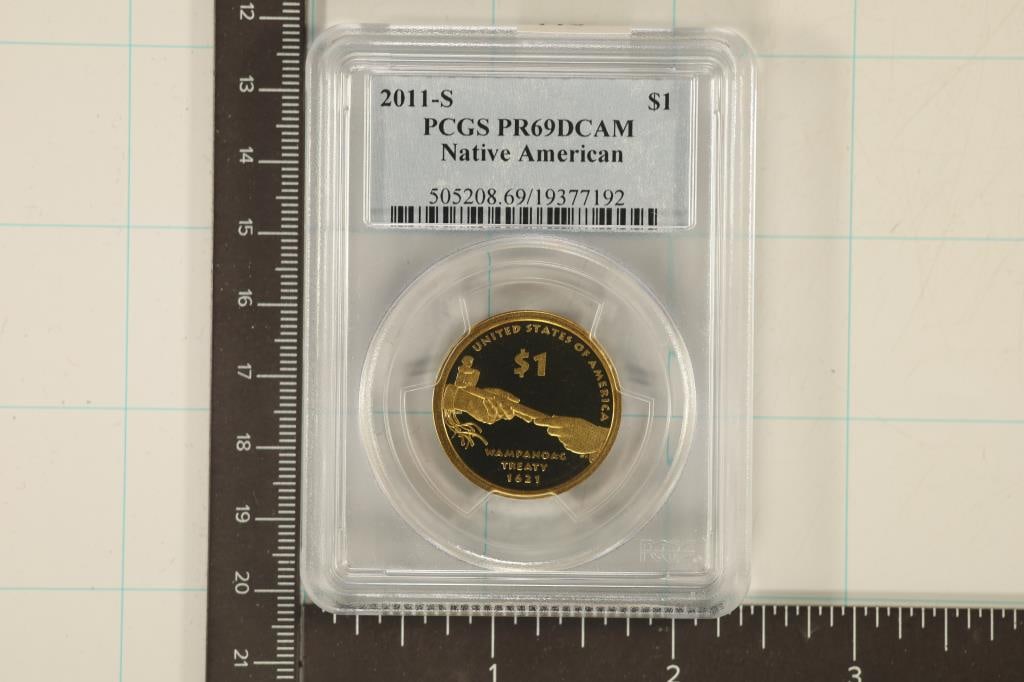 2011-S $1
PCGS PR69DCAM
Native American
505208.69/19377192
UNITED STATES OF AMERICA
$1
WAMPANOAG
TREATY
1621
PCGS
12
13
14
15
16
17
18
19
20
21
1 2 3